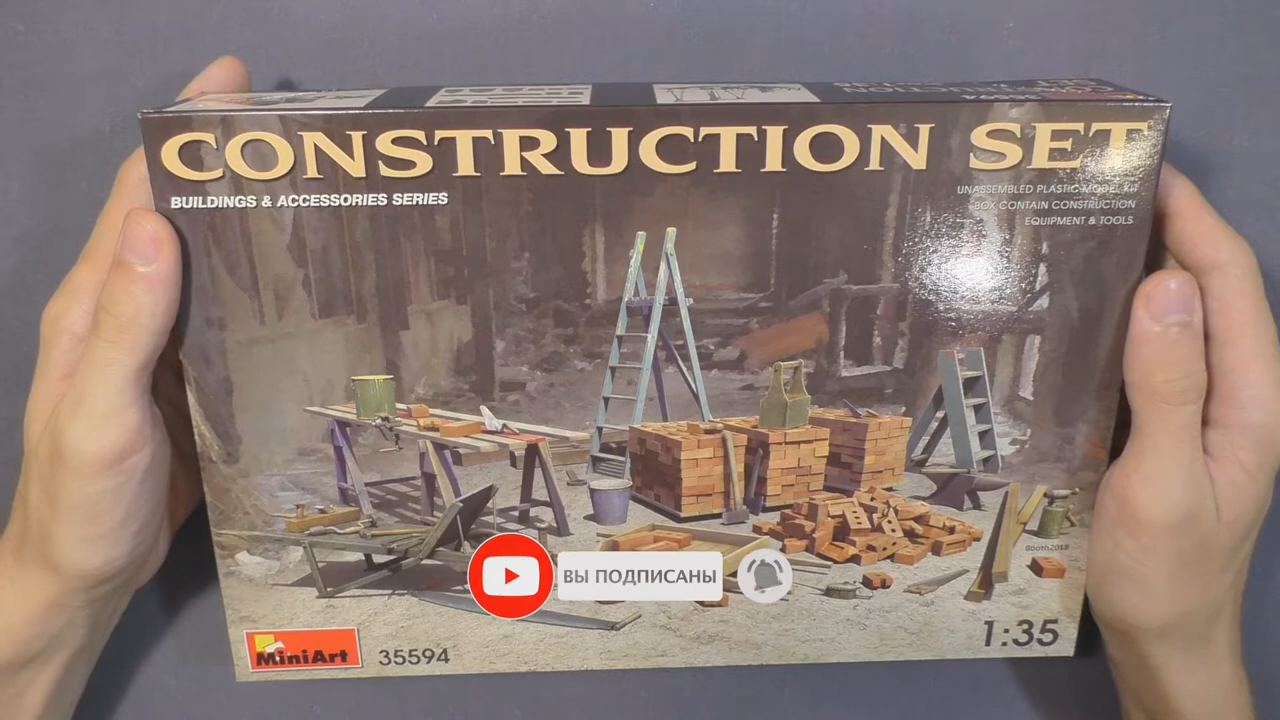 CONSTRUCTION SET
BUILDINGS & ACCESSORIES SERIES
UNASSEMBLED PLASTIC MODEL KIT
BOX CONTAIN CONSTRUCTION
EQUIPMENT & TOOLS
Booth2018
ВЫ ПОДПИСАНЫ
1:35
MiniArt
35594